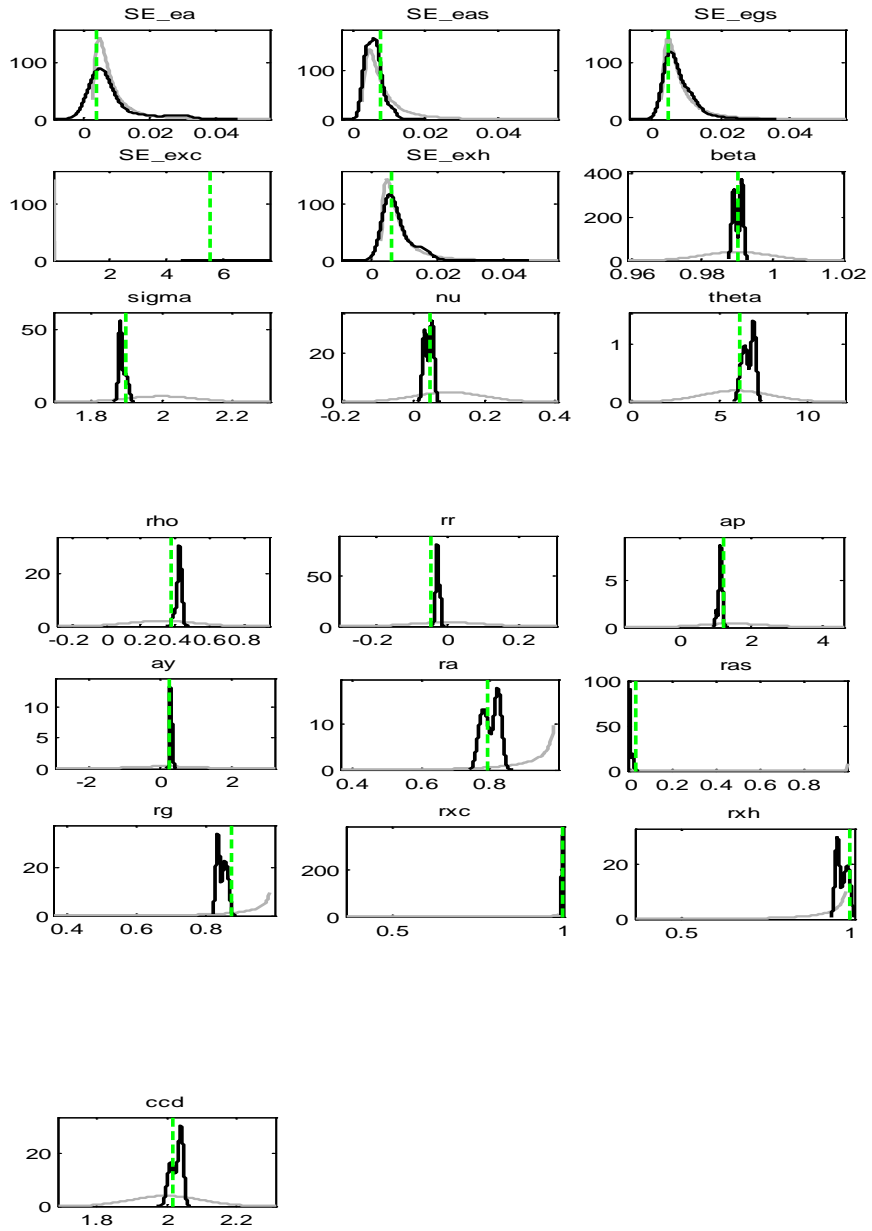 SE_ea SE_eas SE_egs
100 100 100
0 0 0
0 0.02 0.04 0 0.02 0.04 0 0.02 0.04
SE_exc SE_exh beta
100 100 400
200
0 0 0
2 4 6 0 0.02 0.04 0.96 0.98 1 1.02
sigma nu theta
50 20 1
0 0 0
1.8 2 2.2 -0.2 0 0.2 0.4 0 5 10
rho rr ap
20 50 5
0 0 0
-0.2 0 0.2 0.4 0.6 0.8 -0.2 0 0.2 0 2 4
ay ra ras
15 100
10 10 50
5
0 0 0
-2 0 2 0.4 0.6 0.8 0 0.2 0.4 0.6 0.8
rg rxc rxh
20 200 20
0 0 0
0.4 0.6 0.8 0.5 1 0.5 1
ccd
20
0
1.8 2 2.2